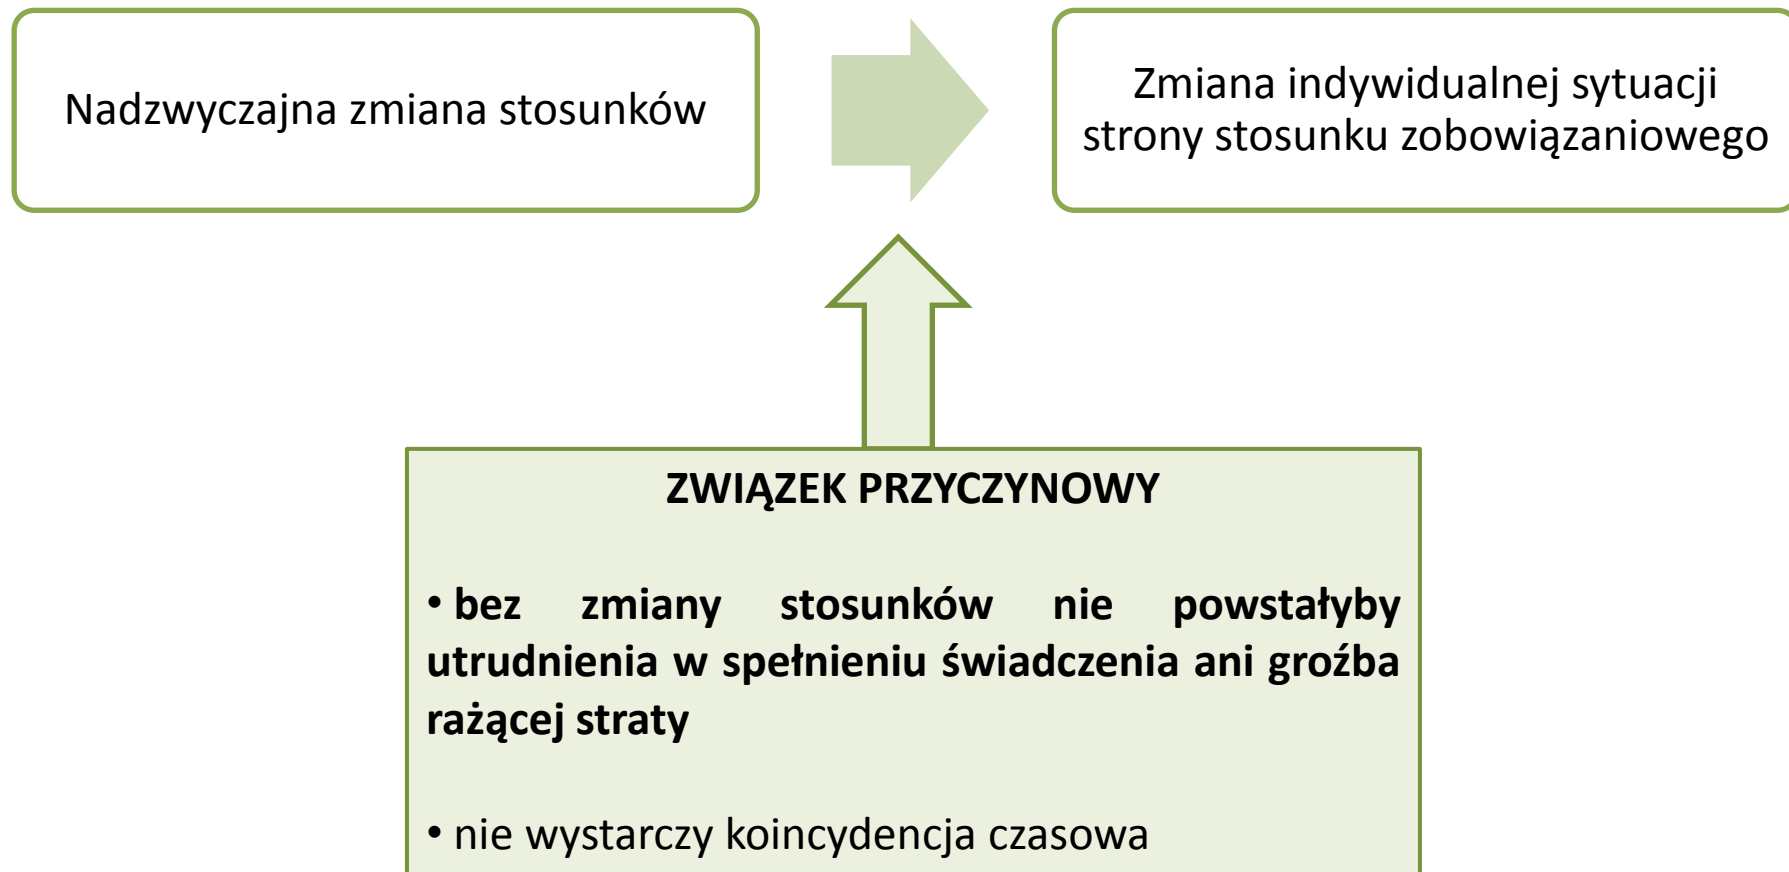 Nadzwyczajna zmiana stosunków
Zmiana indywidualnej sytuacji
strony stosunku zobowiązaniowego
ZWIĄZEK PRZYCZYNOWY
• bez zmiany stosunków nie powstałyby
utrudnienia w spełnieniu świadczenia ani groźba
rażącej straty
• nie wystarczy koincydencja czasowa